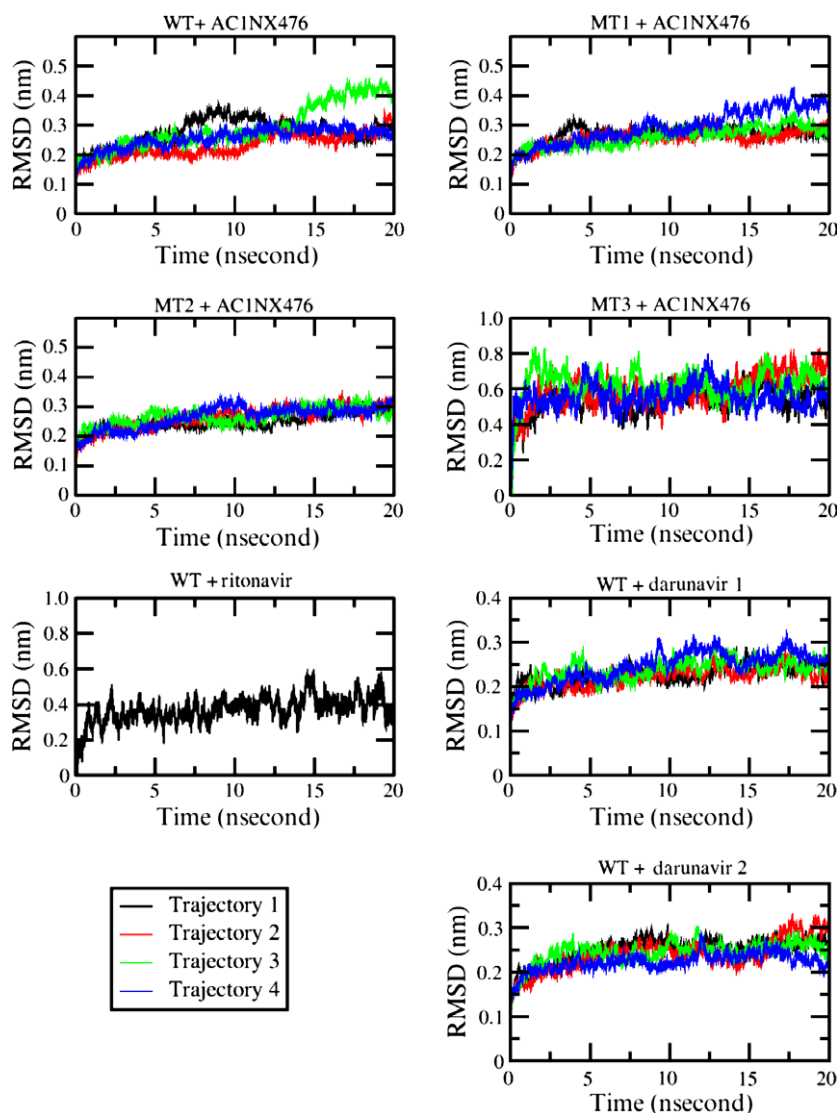 WT+ AC1NX476
RMSD (nm)
0.5
0.4
0.3
0.2
0.1
0
0 5 10 15 20
Time (nsecond)
MT1 + AC1NX476
RMSD (nm)
0.5
0.4
0.3
0.2
0.1
0
0 5 10 15 20
Time (nsecond)
MT2 + AC1NX476
RMSD (nm)
0.5
0.4
0.3
0.2
0.1
0
0 5 10 15 20
Time (nsecond)
MT3 + AC1NX476
RMSD (nm)
1.0
0.8
0.6
0.4
0.2
0
0 5 10 15 20
Time (nsecond)
WT + ritonavir
RMSD (nm)
1.0
0.8
0.6
0.4
0.2
0
0 5 10 15 20
Time (nsecond)
WT + darunavir 1
RMSD (nm)
0.4
0.3
0.2
0.1
0
0 5 10 15 20
Time (nsecond)
Trajectory 1
Trajectory 2
Trajectory 3
Trajectory 4
WT + darunavir 2
RMSD (nm)
0.4
0.3
0.2
0.1
0
0 5 10 15 20
Time (nsecond)